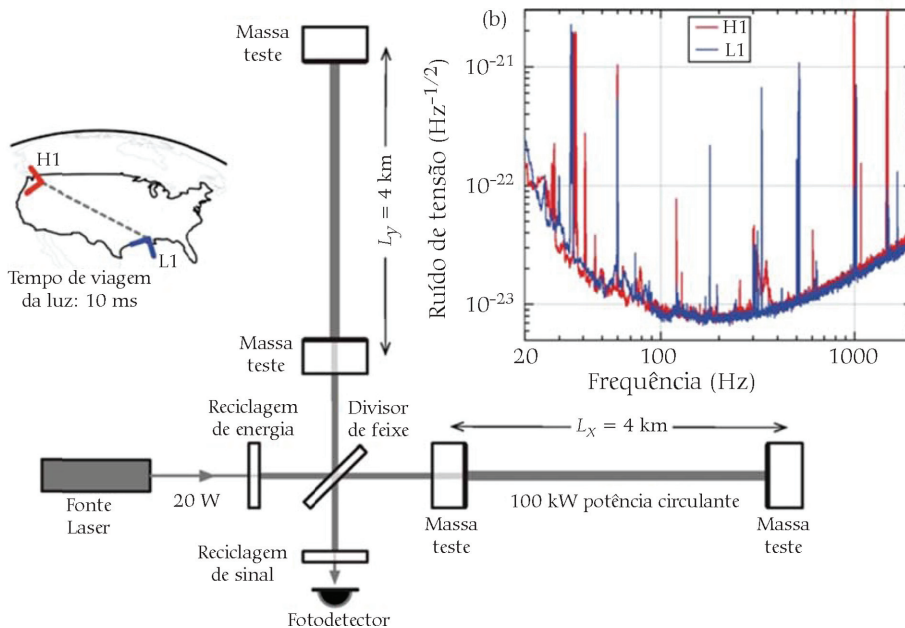 Massa
teste
(b)
H1
L1
Ruído de tensão (Hz⁻¹/²)
10⁻²¹
10⁻²²
10⁻²³
20
100
1000
Frequência (Hz)
H1
L1
Tempo de viagem
da luz: 10 ms
Ly = 4 km
Massa
teste
Reciclagem
de energia
Divisor
de feixe
Lx = 4 km
Fonte
Laser
20 W
100 kW potência circulante
Massa
teste
Massa
teste
Reciclagem
de sinal
Fotodetector